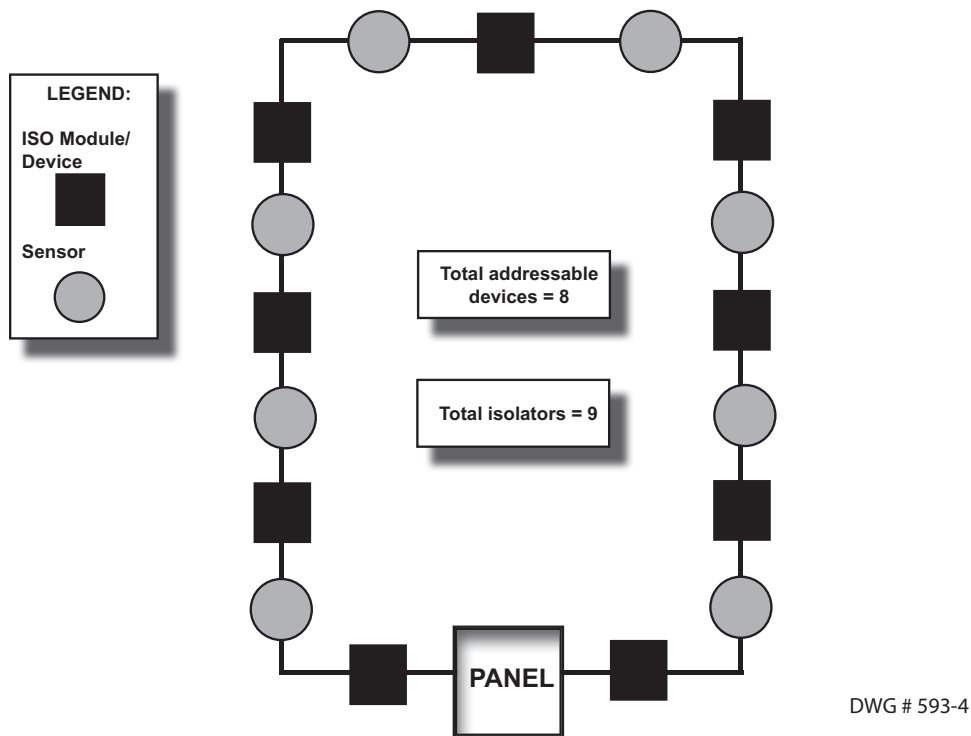 LEGEND:
ISO Module/
Device
Sensor
Total addressable
devices = 8
Total isolators = 9
PANEL
DWG # 593-4